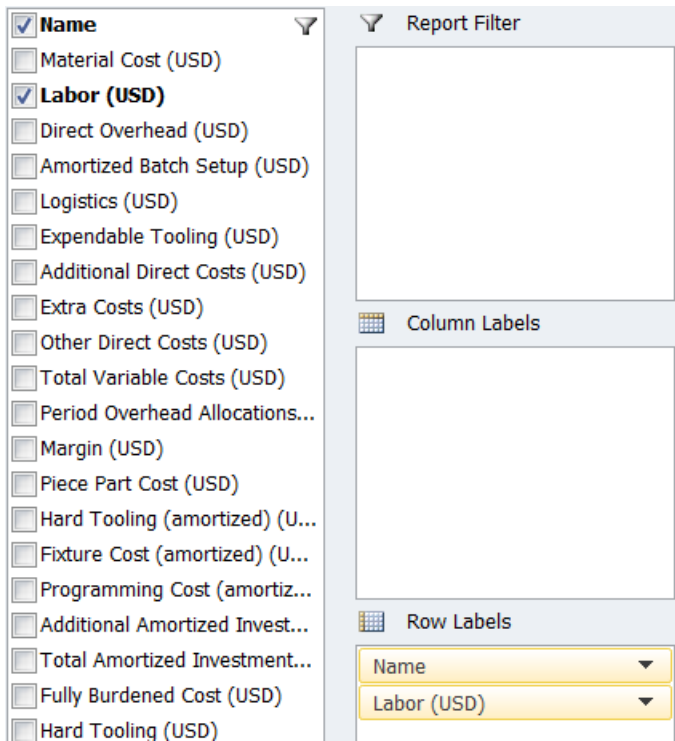 Name
Material Cost (USD)
Labor (USD)
Direct Overhead (USD)
Amortized Batch Setup (USD)
Logistics (USD)
Expendable Tooling (USD)
Additional Direct Costs (USD)
Extra Costs (USD)
Other Direct Costs (USD)
Total Variable Costs (USD)
Period Overhead Allocations...
Margin (USD)
Piece Part Cost (USD)
Hard Tooling (amortized) (U...
Fixture Cost (amortized) (U...
Programming Cost (amortiz...
Additional Amortized Invest...
Total Amortized Investment...
Fully Burdened Cost (USD)
Hard Tooling (USD)
Report Filter
Column Labels
Row Labels
Name
Labor (USD)